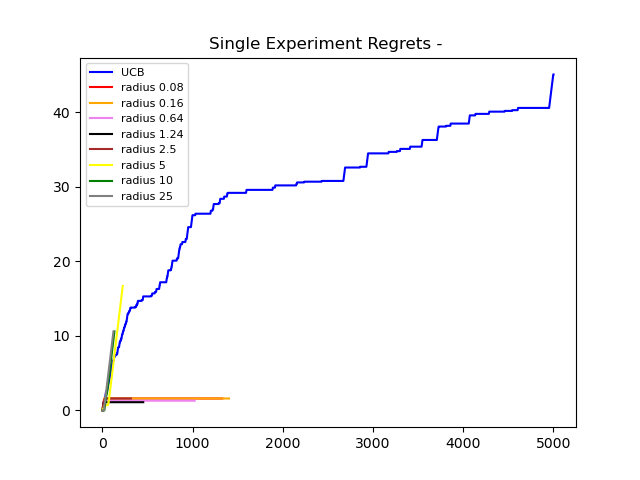 Single Experiment Regrets -
UCB
radius 0.08
radius 0.16
radius 0.64
radius 1.24
radius 2.5
radius 5
radius 10
radius 25
40
30
20
10
0
0 1000 2000 3000 4000 5000